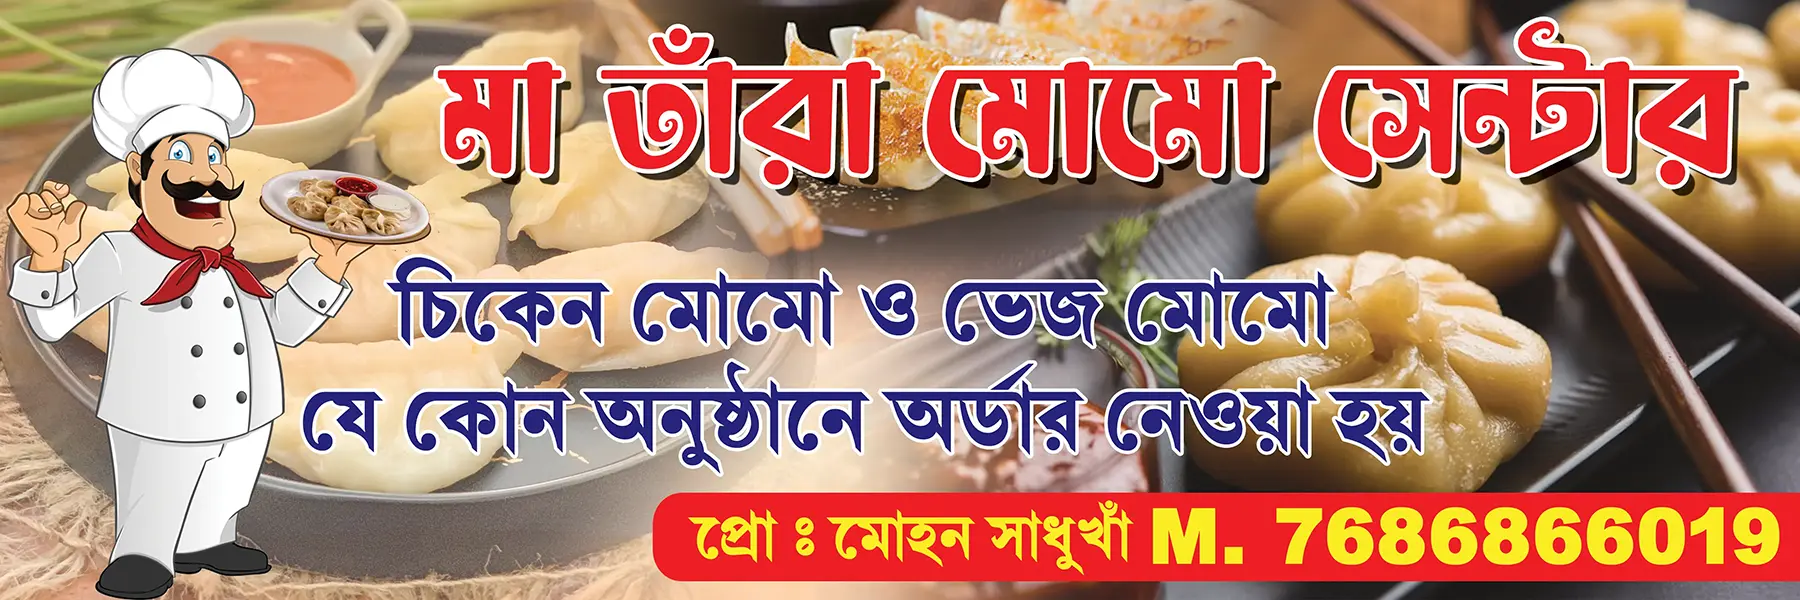 মা তাঁরা মোমো সেন্টার
চিকেন মোমো ও ভেজ মোমো
যে কোন অনুষ্ঠানে অর্ডার নেওয়া হয়
প্রো ঃ মোহন সাধুখাঁ M. 7686866019